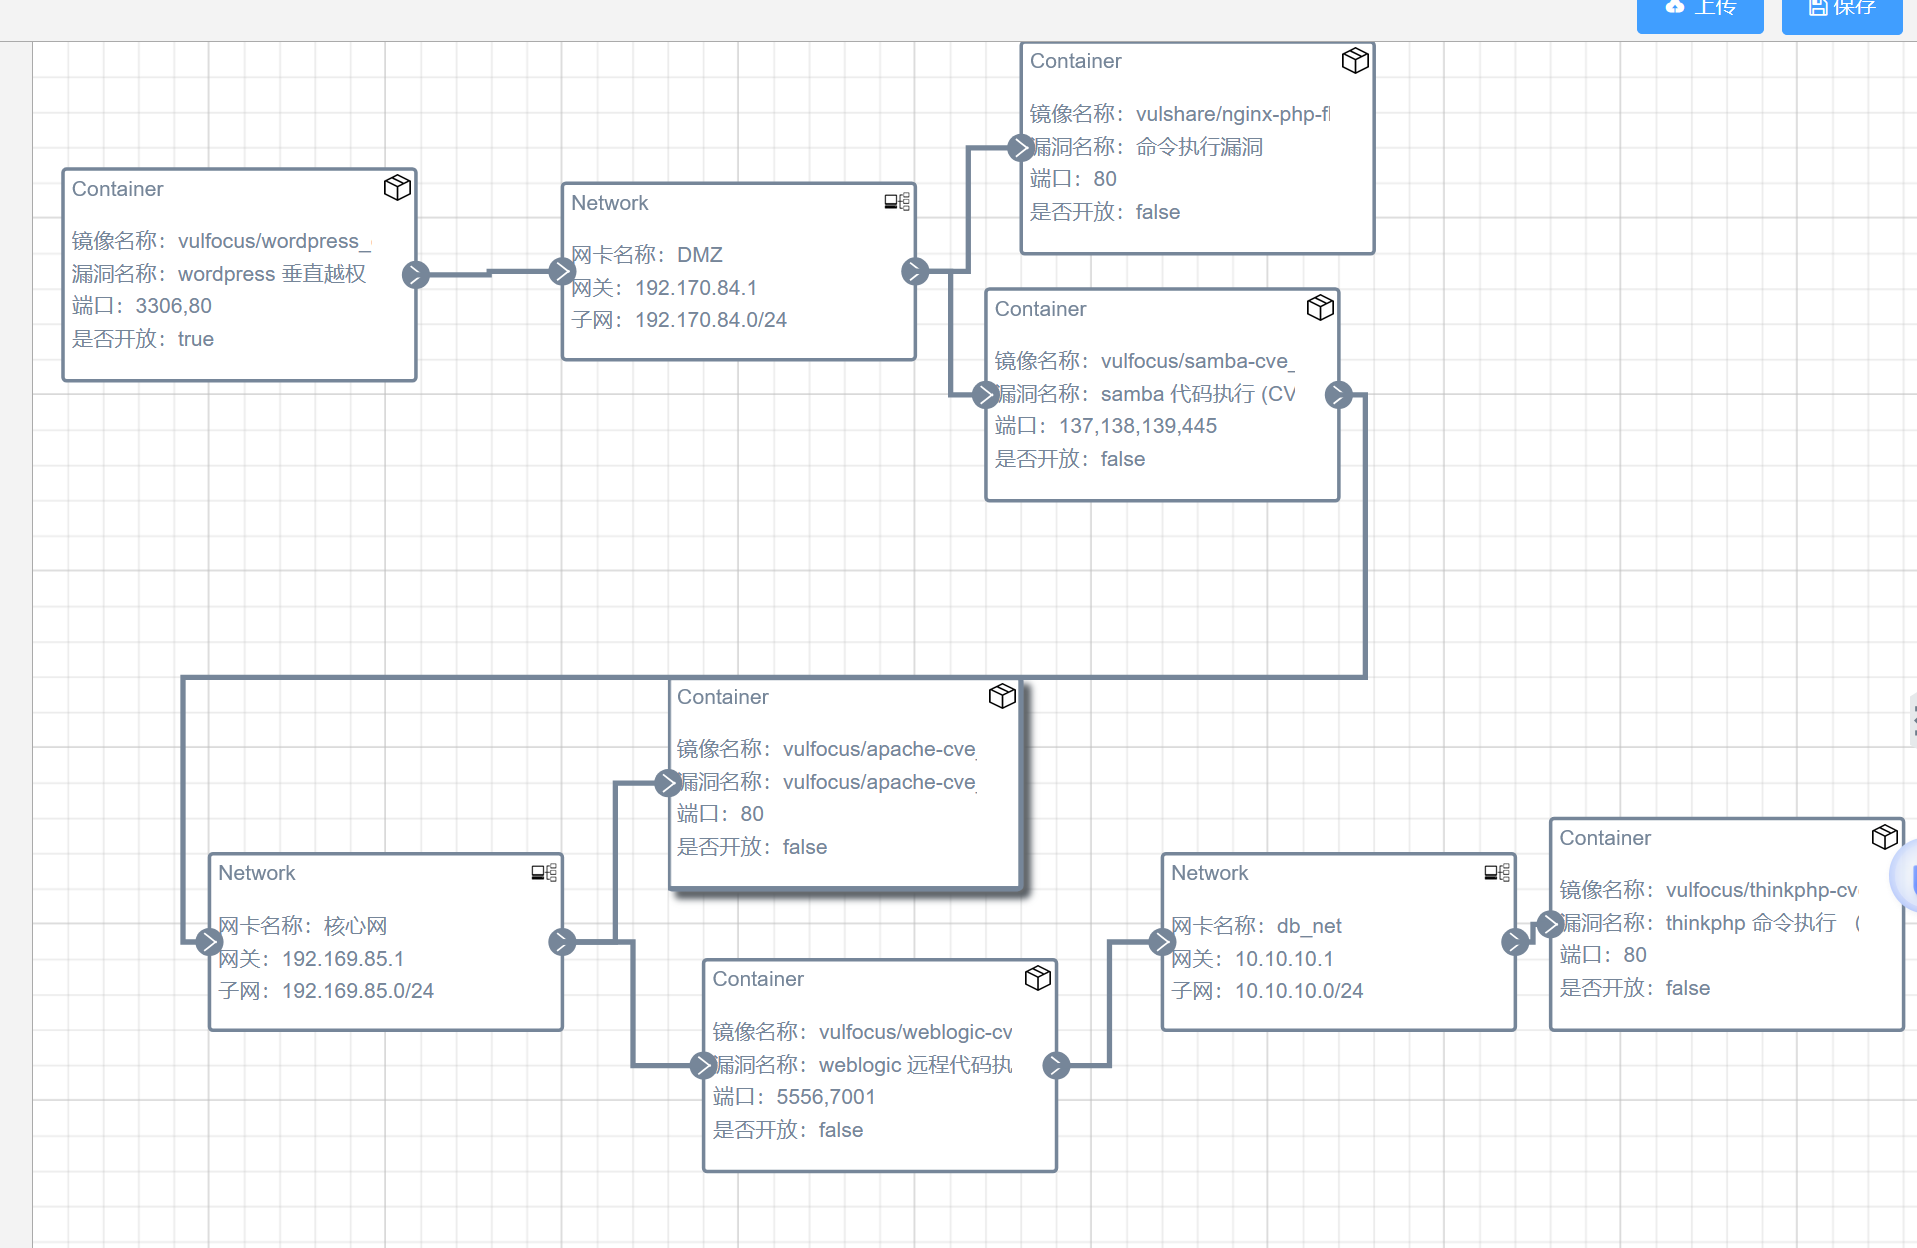 上传
保存
Container
镜像名称：vulshare/nginx-php-fl
漏洞名称：命令执行漏洞
端口：80
是否开放：false
Container
镜像名称：vulfocus/wordpress_
漏洞名称：wordpress 垂直越权
端口：3306,80
是否开放：true
Network
网卡名称：DMZ
网关：192.170.84.1
子网：192.170.84.0/24
Container
镜像名称：vulfocus/samba-cve_
漏洞名称：samba 代码执行 (CV
端口：137,138,139,445
是否开放：false
Container
镜像名称：vulfocus/apache-cve_
漏洞名称：vulfocus/apache-cve_
端口：80
是否开放：false
Network
网卡名称：核心网
网关：192.169.85.1
子网：192.169.85.0/24
Container
镜像名称：vulfocus/weblogic-cv
漏洞名称：weblogic 远程代码执
端口：5556,7001
是否开放：false
Network
网卡名称：db_net
网关：10.10.10.1
子网：10.10.10.0/24
Container
镜像名称：vulfocus/thinkphp-cv
漏洞名称：thinkphp 命令执行 （
端口：80
是否开放：false